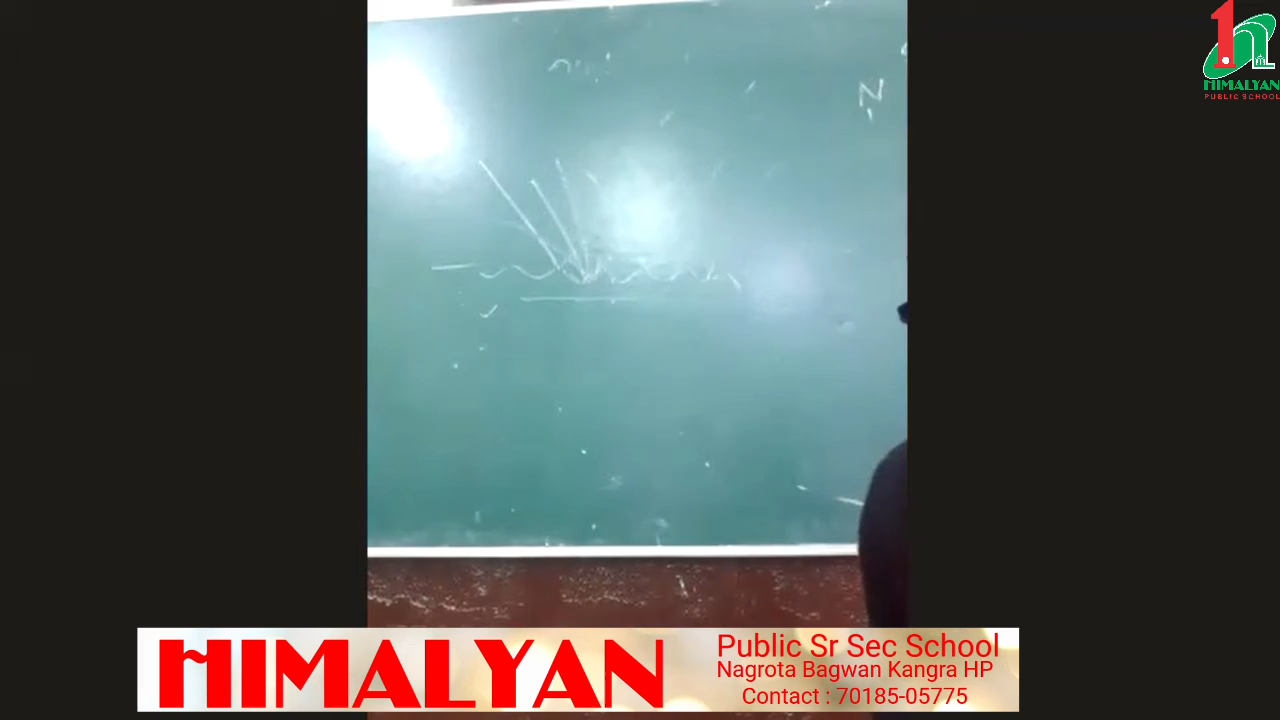 HIMALYAN
PUBLIC SCHOOL
N
HIMALYAN
Public Sr Sec School
Nagrota Bagwan Kangra HP
Contact : 70185-05775